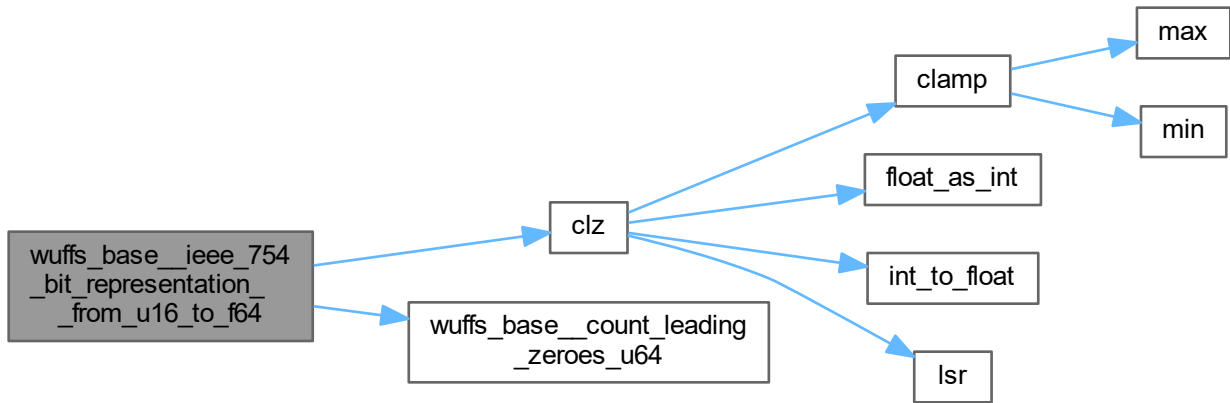 wuffs_base__ieee_754
_bit_representation_
_from_u16_to_f64
clz
wuffs_base__count_leading
_zeroes_u64
clamp
float_as_int
int_to_float
lsr
max
min